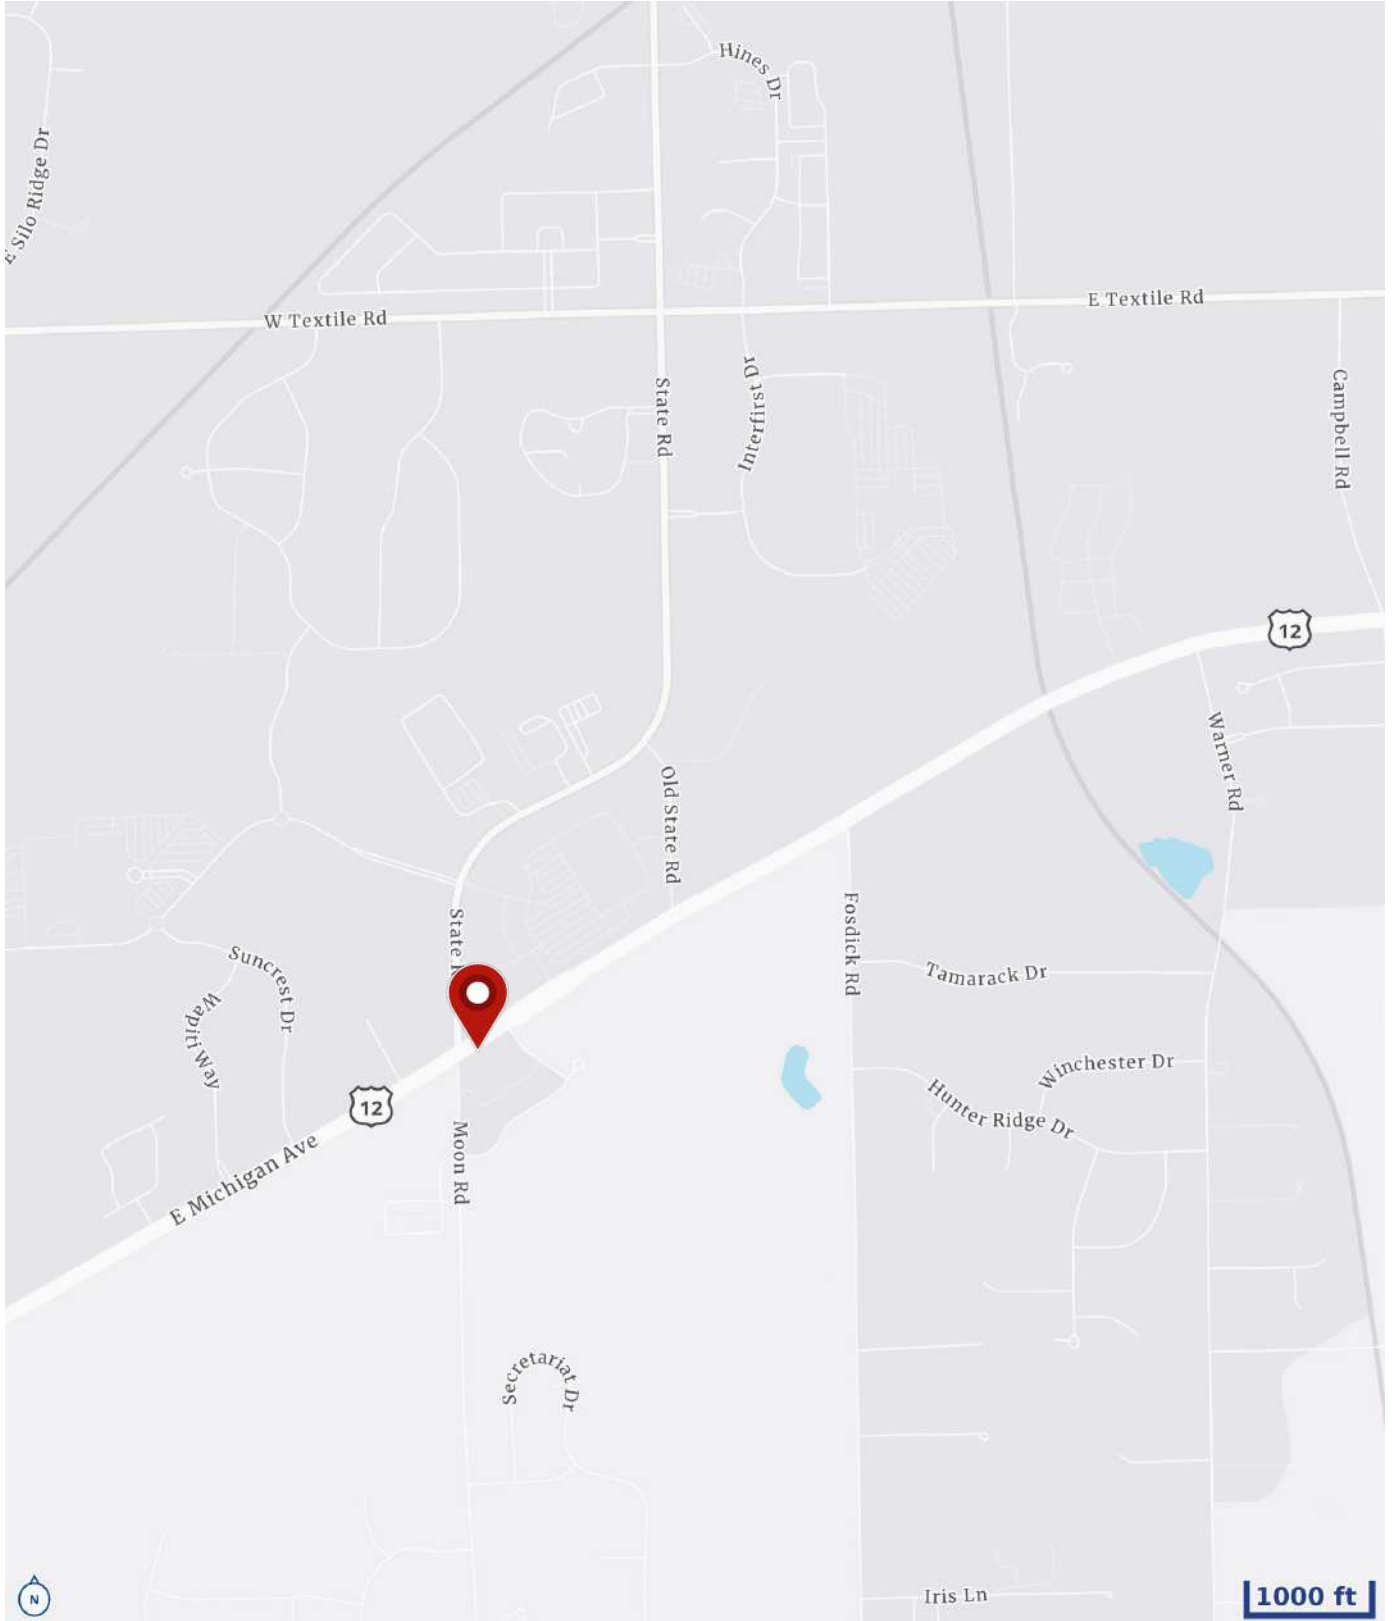 Hines Dr
E Silo Ridge Dr
E Textile Rd
W Textile Rd
State Rd
Interfirst Dr
Campbell Rd
12
Warner Rd
Old State Rd
Fosdick Rd
State
Suncrest Dr
Tamarack Dr
Wapiti Way
Winchester Dr
Hunter Ridge Dr
12
Moon Rd
E Michigan Ave
Secretariat Dr
Iris Ln
N
1000 ft